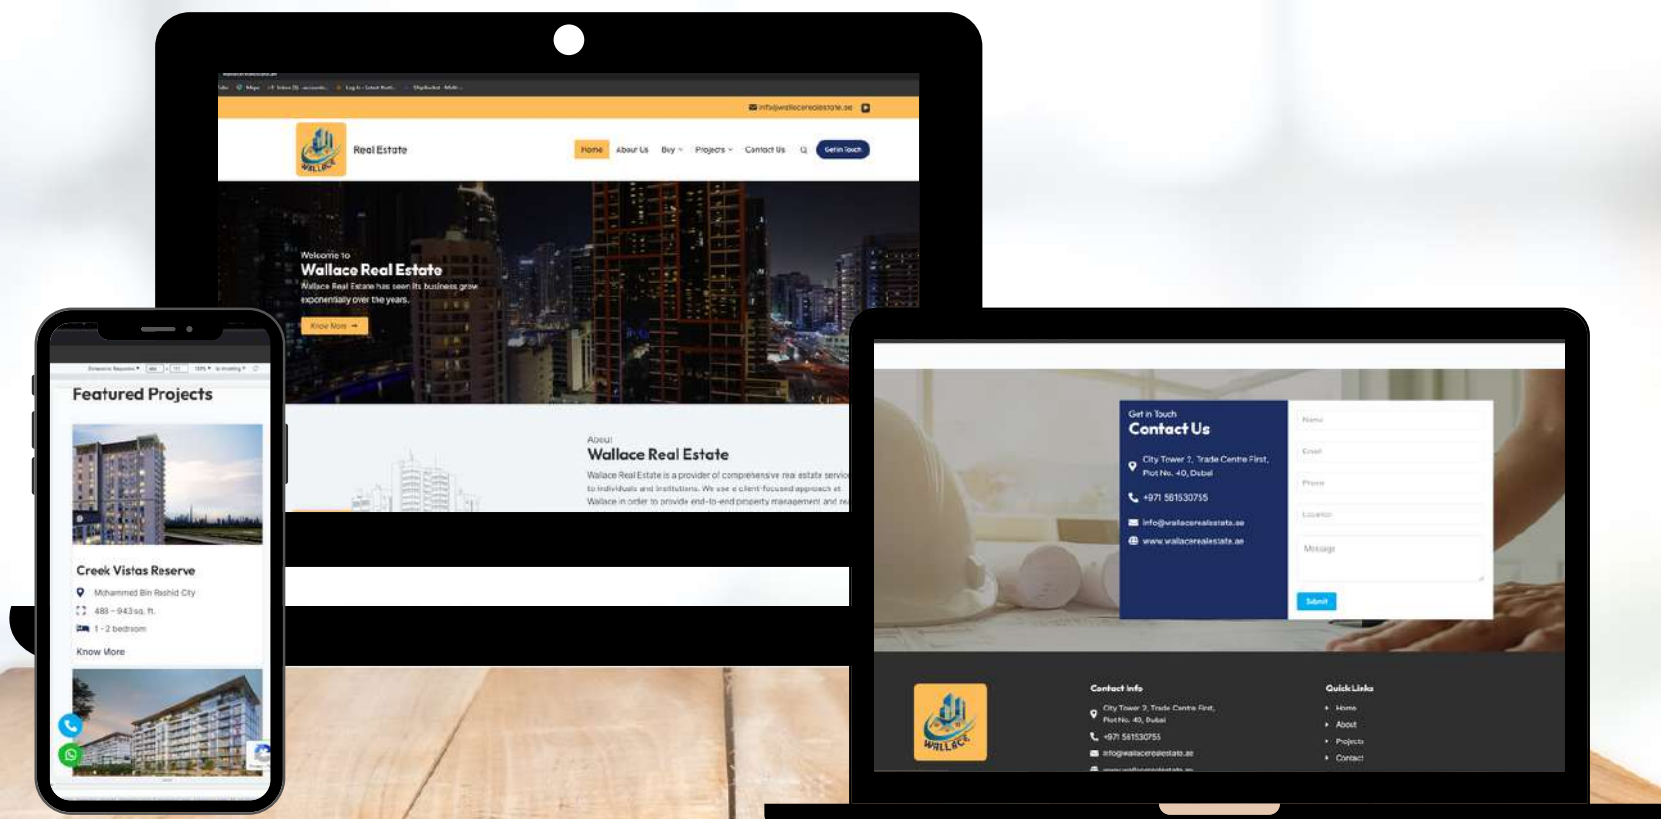 info@wallacerealestate.ae
WALLACE
Real Estate
Home About Us Buy Projects Contact Us Get in Touch
Welcome to
Wallace Real Estate
Wallace Real Estate has seen its business grow
exponentially over the years.
Know More
About
Wallace Real Estate
Wallace Real Estate is a provider of comprehensive real estate service
to individuals and institutions. We use a client-focused approach at
Wallace in order to provide end-to-end property management and rea
Featured Projects
Creek Vistas Reserve
Mohammed Bin Rashid City
488 - 943 sq. ft.
1 - 2 bedroom
Know More
Get in Touch
Contact Us
City Tower 2, Trade Centre First,
Plot No. 40, Dubai
+971 561530755
info@wallacerealestate.ae
www.wallacerealestate.ae
Name
Email
Phone
Location
Message
Submit
WALLACE
Contact Info
City Tower 2, Trade Centre First,
Plot No. 40, Dubai
+971 561530755
info@wallacerealestate.ae
www.wallacerealestate.ae
Quick Links
Home
About
Projects
Contact